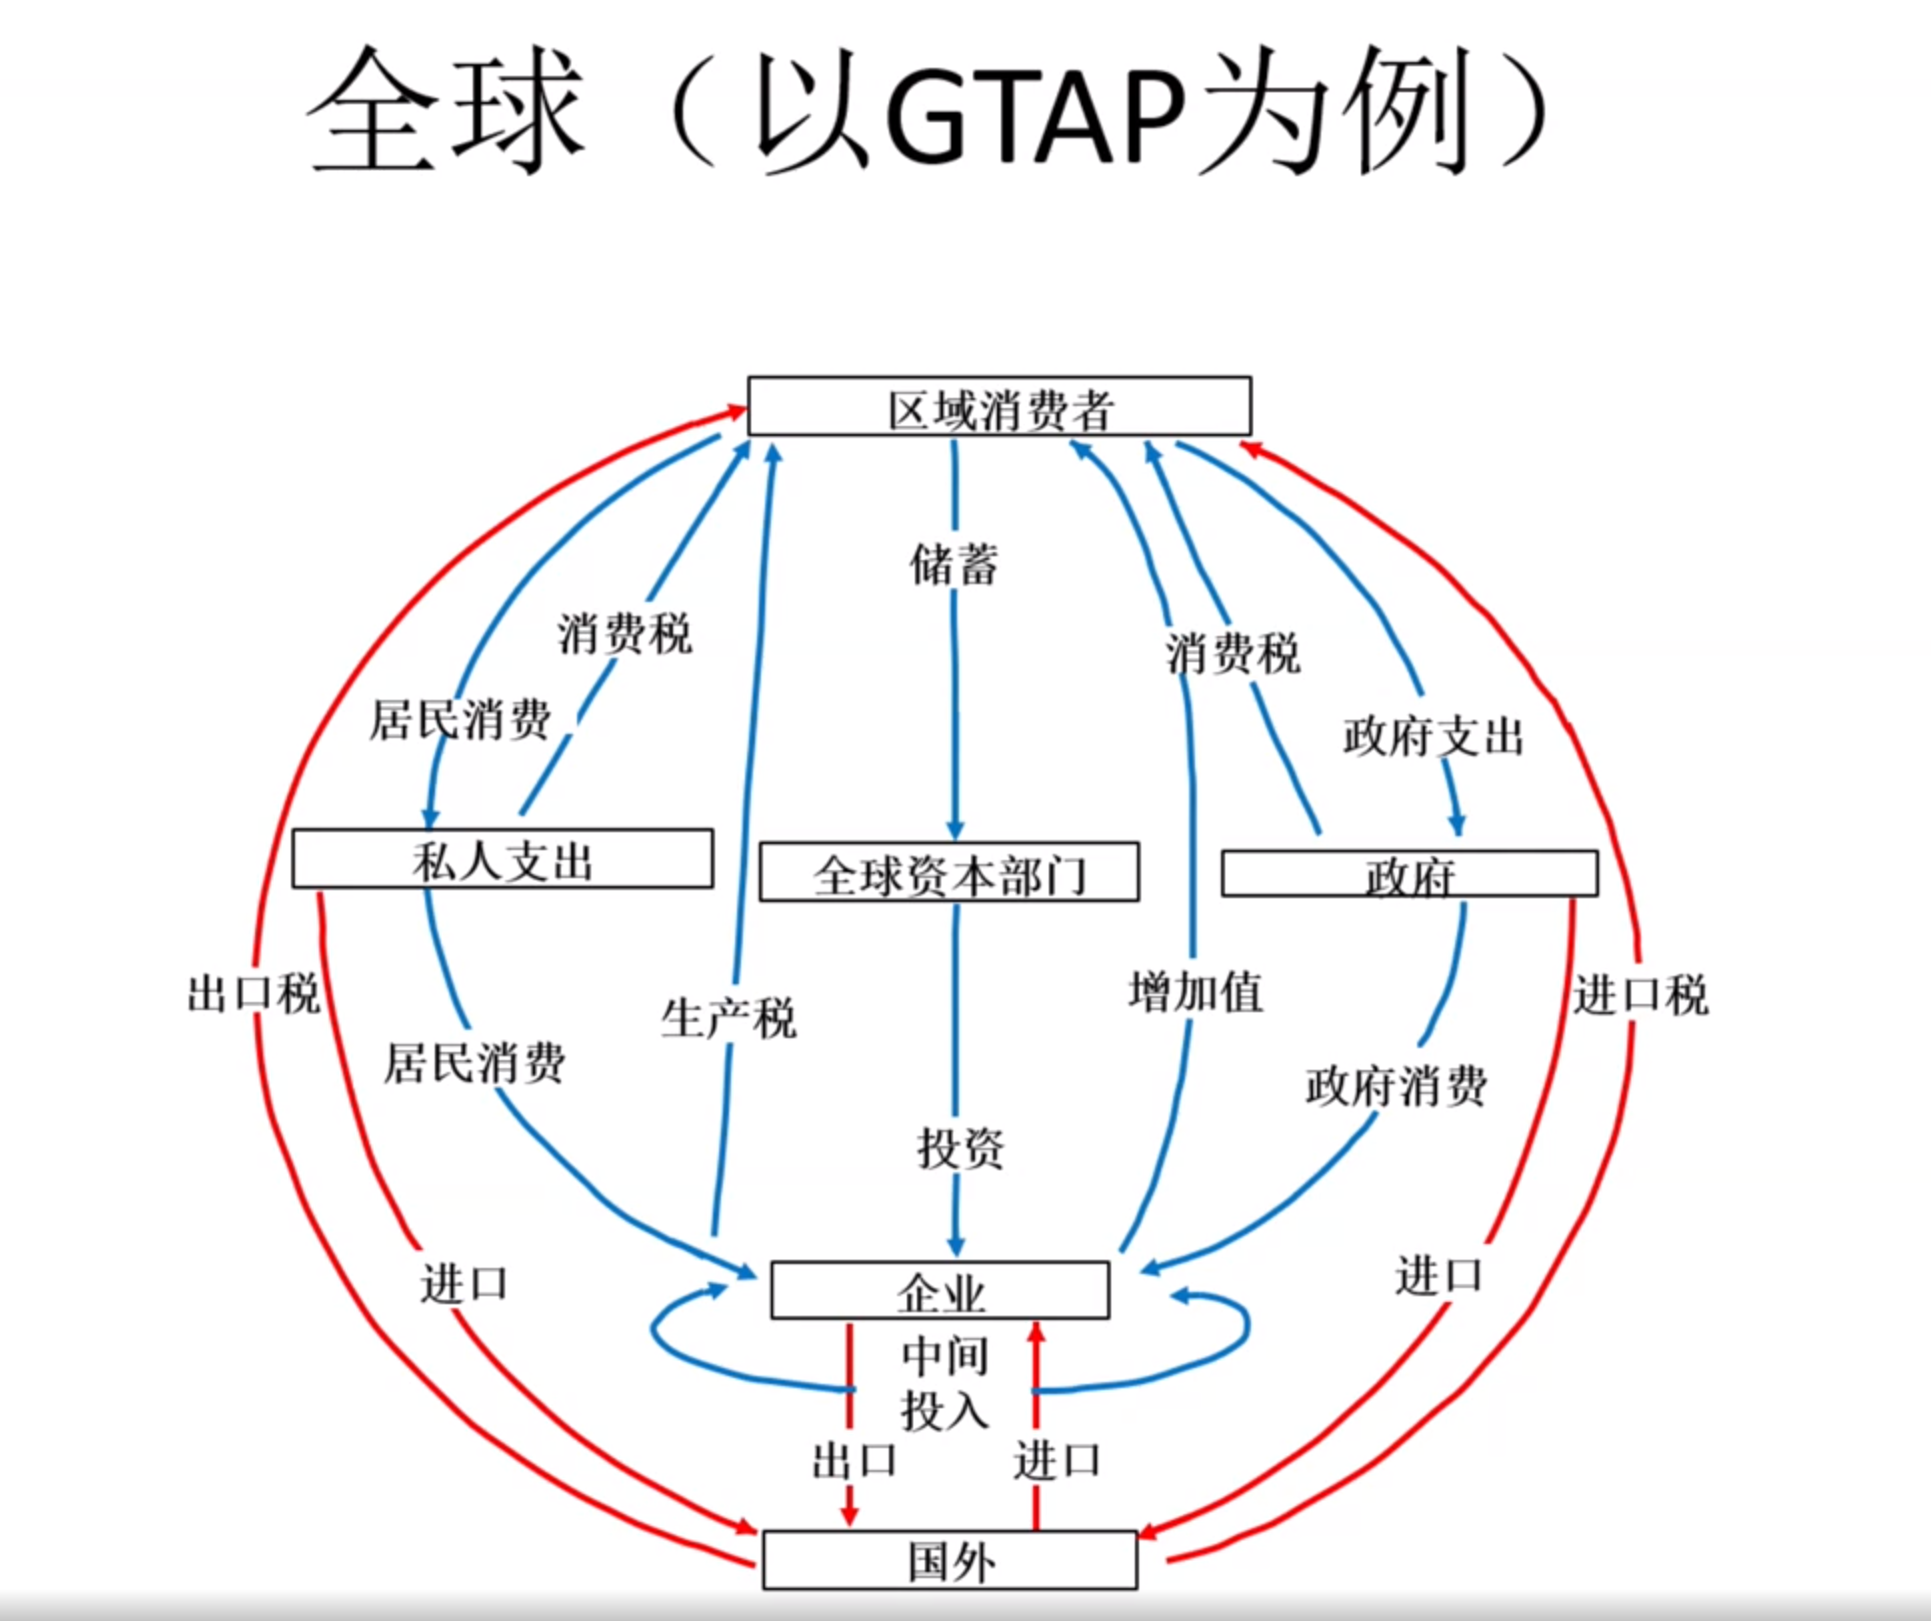 全球（以GTAP为例）
区域消费者
储蓄
消费税
消费税
居民消费
政府支出
私人支出
全球资本部门
政府
出口税
生产税
增加值
进口税
居民消费
政府消费
投资
进口
企业
进口
中间
投入
出口
进口
国外